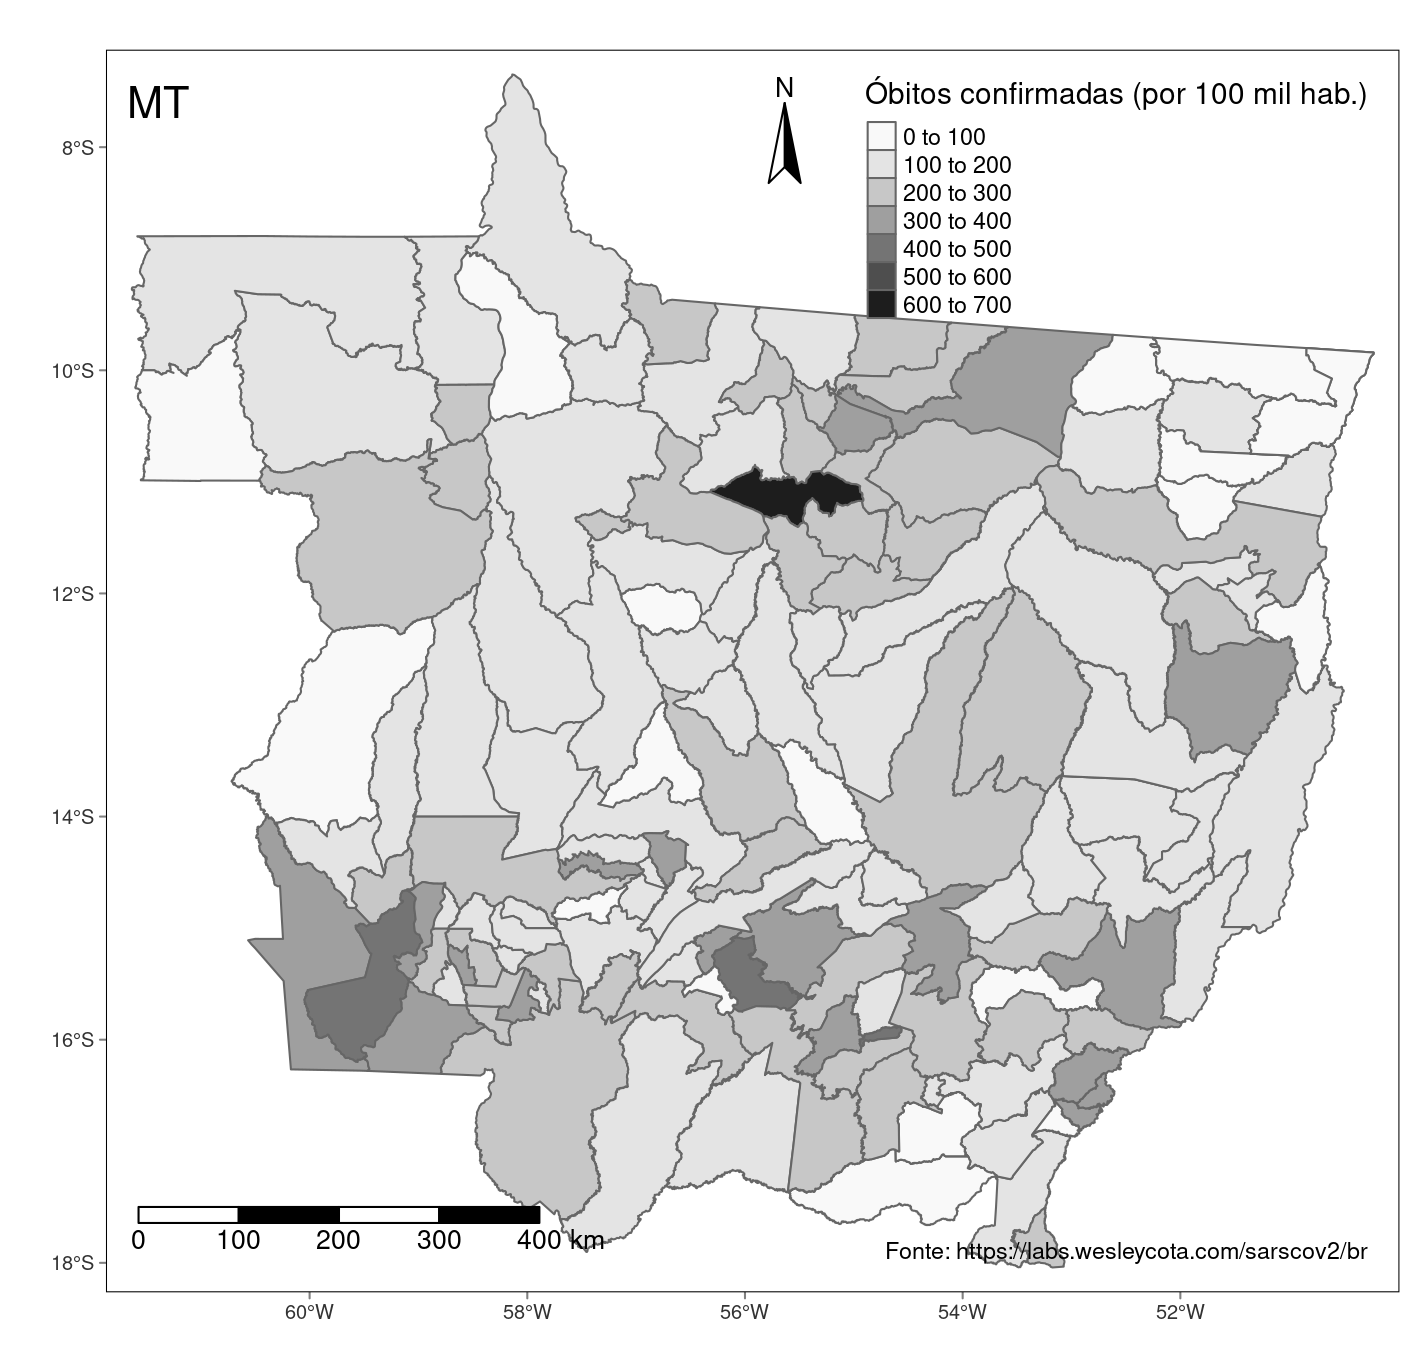 MT
N
Óbitos confirmadas (por 100 mil hab.)
0 to 100
100 to 200
200 to 300
300 to 400
400 to 500
500 to 600
600 to 700
8°S
10°S
12°S
14°S
16°S
18°S
0 100 200 300 400 km
Fonte: https://labs.wesleycota.com/sarscov2/br
60°W 58°W 56°W 54°W 52°W